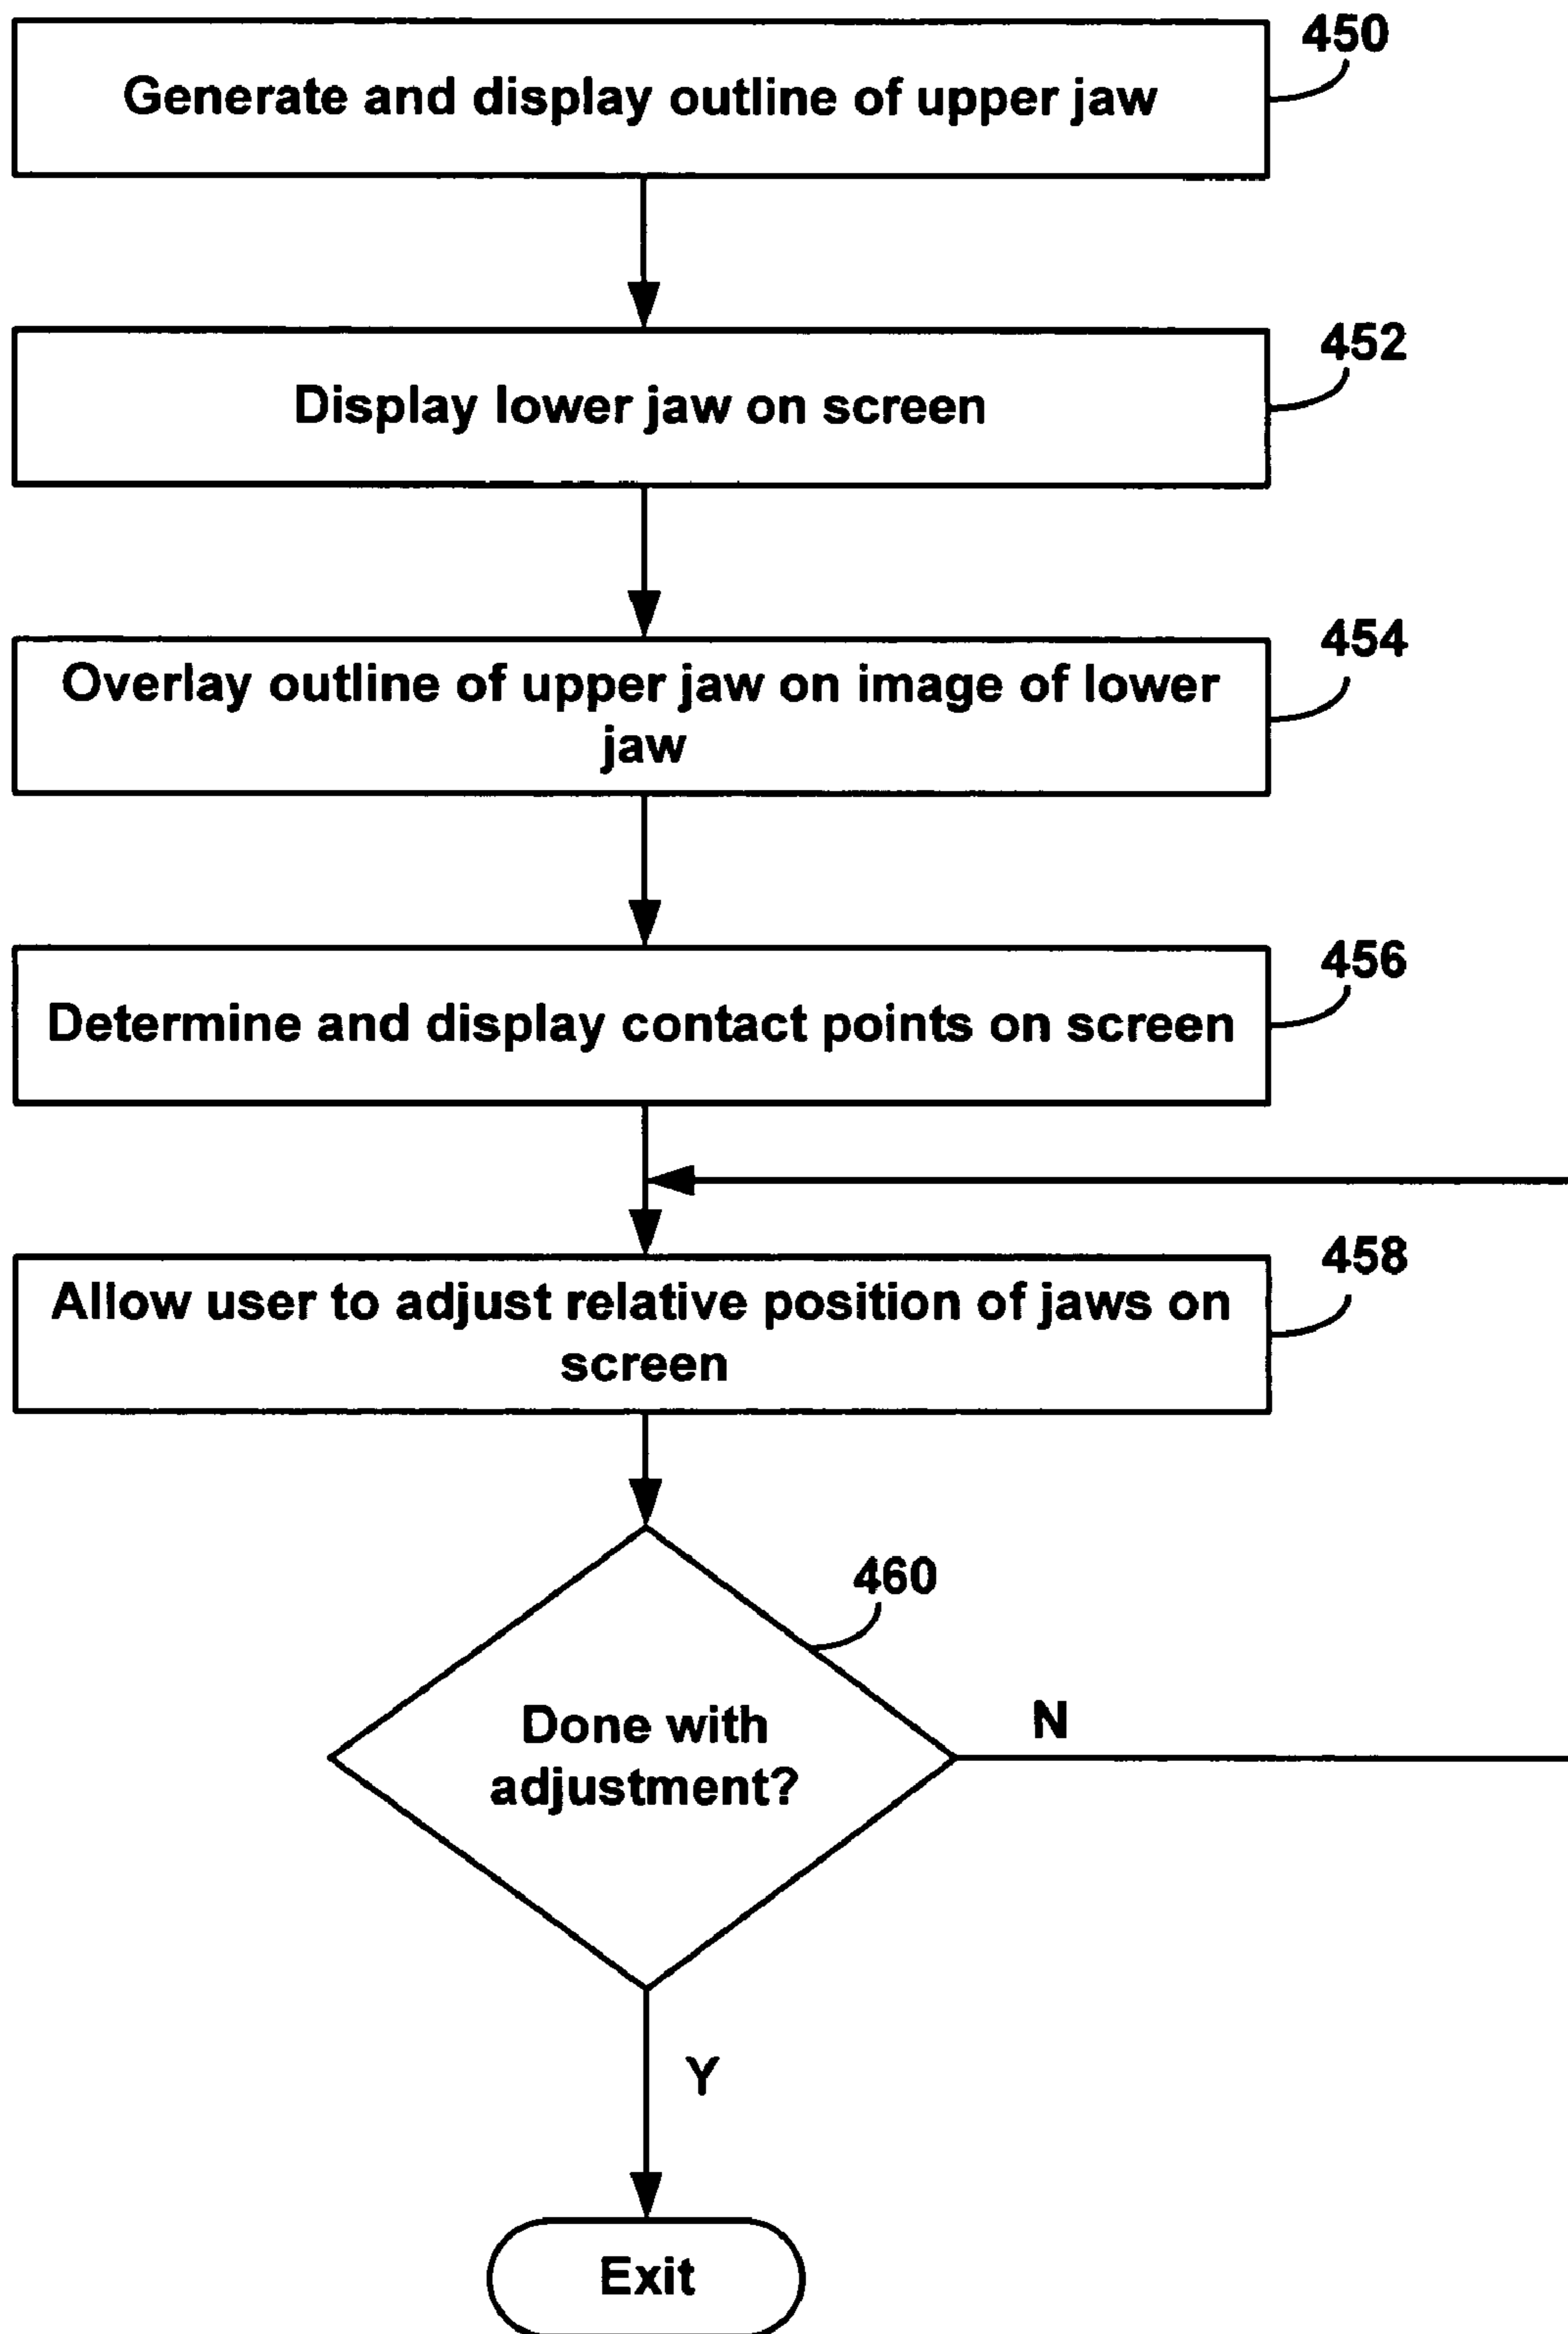 450
Generate and display outline of upper jaw
452
Display lower jaw on screen
454
Overlay outline of upper jaw on image of lower
jaw
456
Determine and display contact points on screen
458
Allow user to adjust relative position of jaws on
screen
460
Done with
adjustment?
N
Y
Exit